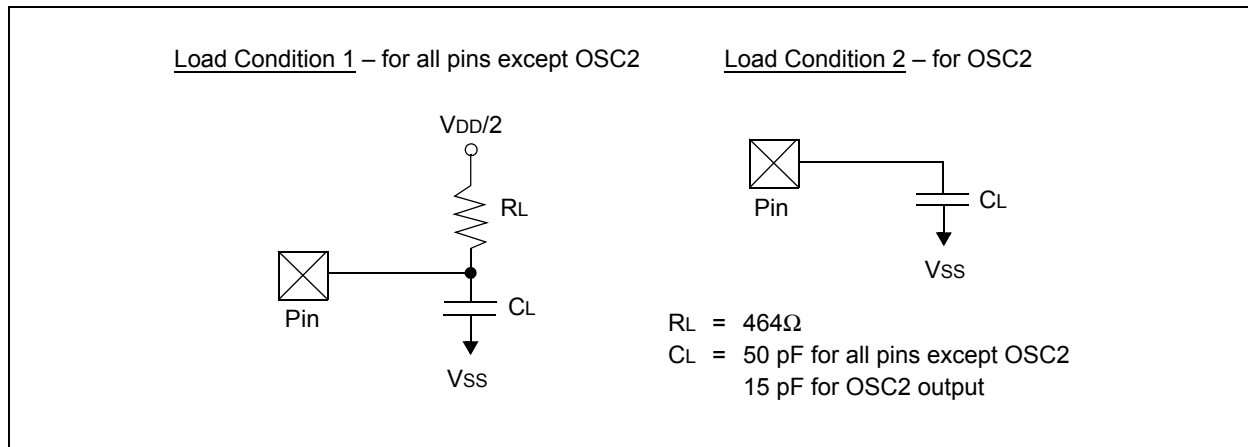 Load Condition 1 – for all pins except OSC2
VDD/2
RL
Pin
CL
VSS
Load Condition 2 – for OSC2
Pin
CL
VSS
RL = 464Ω
CL = 50 pF for all pins except OSC2
15 pF for OSC2 output